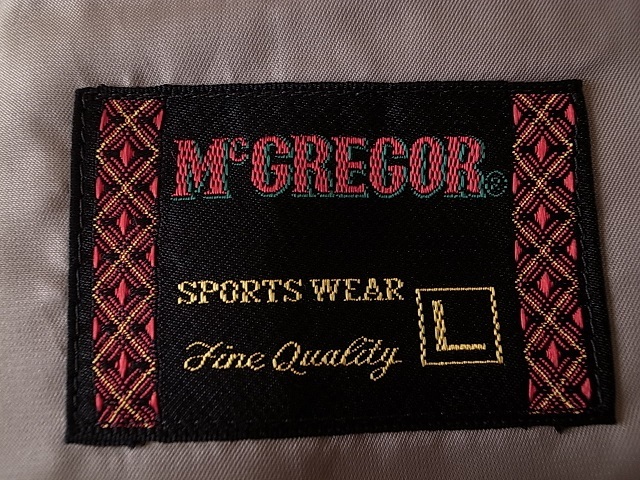 McGREGOR®
SPORTS WEAR
L
Fine Quality